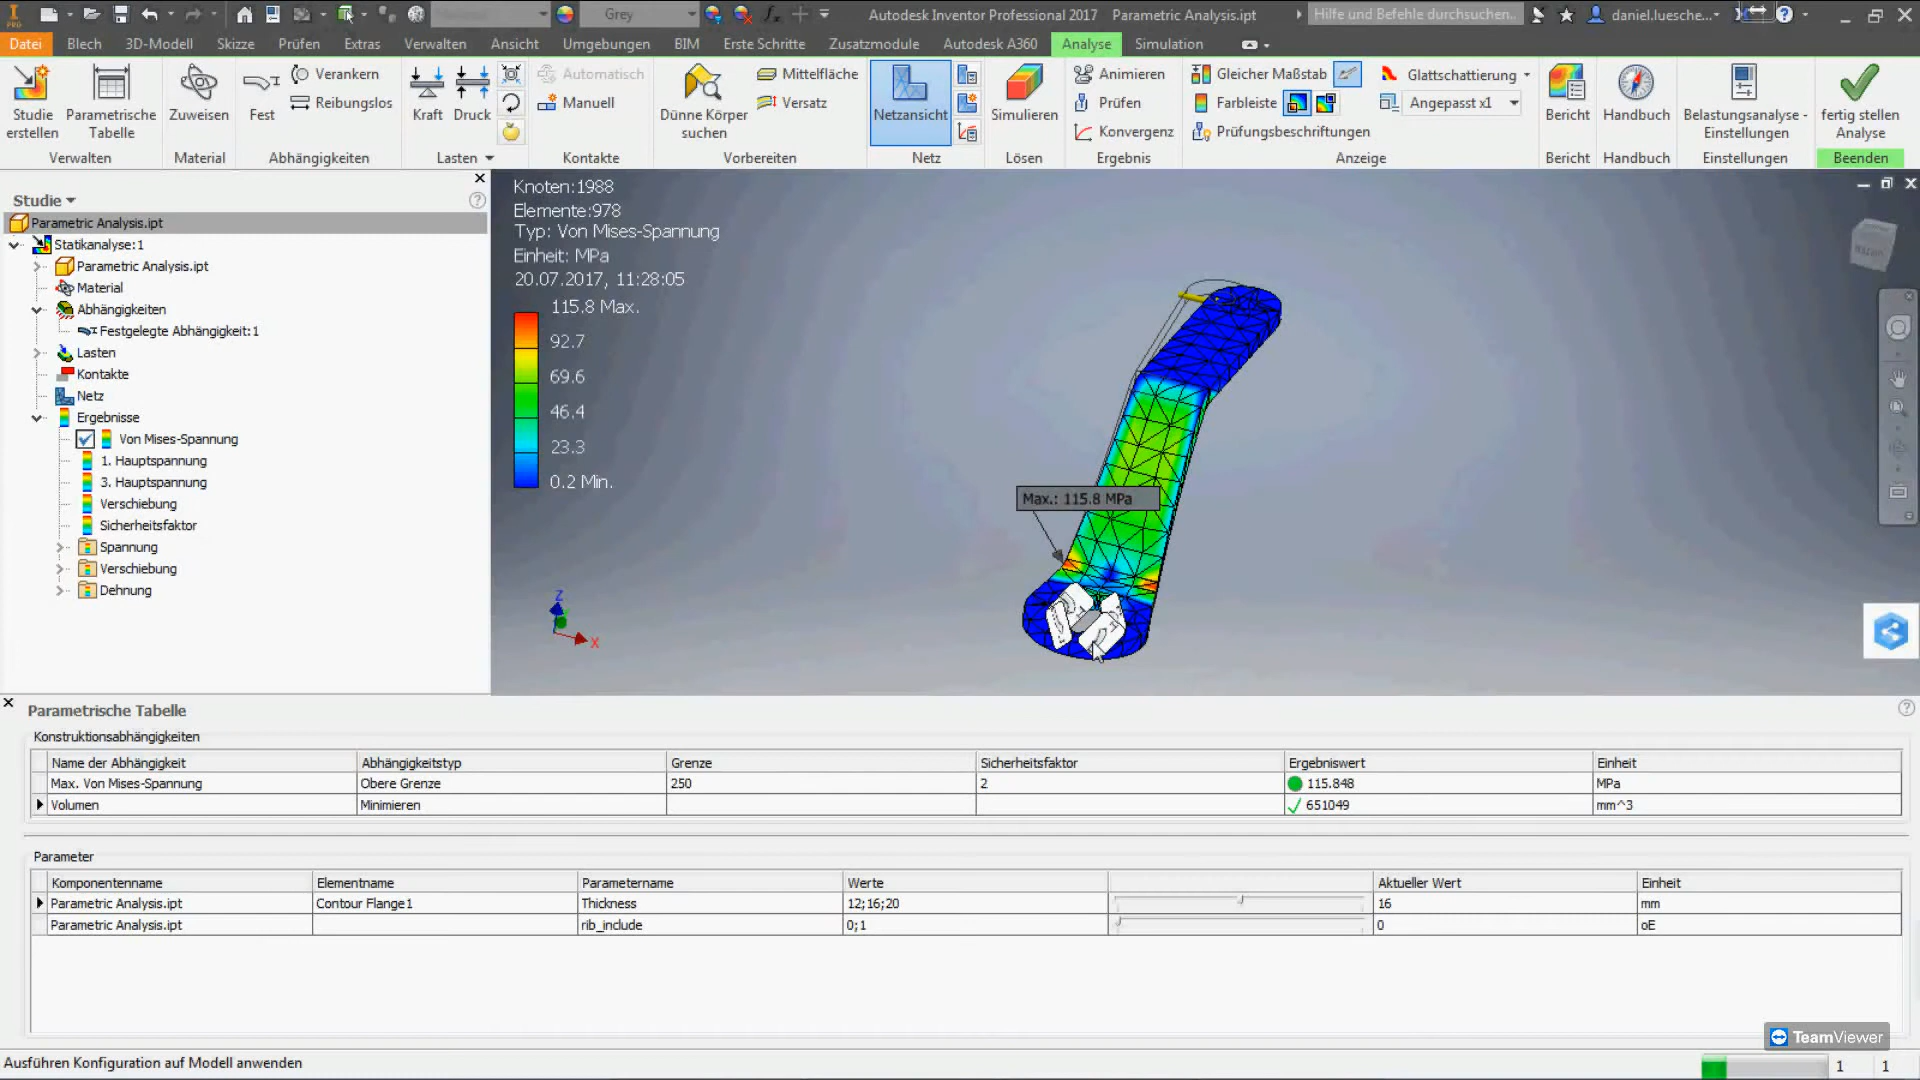 Grey
Autodesk Inventor Professional 2017 Parametric Analysis.ipt
Hilfe und Befehle durchsuchen...
daniel.luesche...
PRO
Datei Blech 3D-Modell Skizze Prüfen Extras Verwalten Ansicht Umgebungen BIM Erste Schritte Zusatzmodule Autodesk A360 Analyse Simulation
Studie erstellen
Parametrische Tabelle
Verwalten
Zuweisen
Material
Fest
Verankern
Reibungslos
Abhängigkeiten
Kraft
Druck
Lasten
Automatisch
Manuell
Kontakte
Dünne Körper suchen
Mittelfläche
Versatz
Vorbereiten
Netzansicht
Netz
Simulieren
Lösen
Animieren
Prüfen
Konvergenz
Ergebnis
Gleicher Maßstab
Farbleiste
Prüfungsbeschriftungen
Glattschattierung
Angepasst x1
Anzeige
Bericht
Bericht
Handbuch
Handbuch
Belastungsanalyse - Einstellungen
Einstellungen
fertig stellen Analyse
Beenden
Studie
Parametric Analysis.ipt
Statikanalyse:1
Parametric Analysis.ipt
Material
Abhängigkeiten
Festgelegte Abhängigkeit:1
Lasten
Kontakte
Netz
Ergebnisse
Von Mises-Spannung
1. Hauptspannung
3. Hauptspannung
Verschiebung
Sicherheitsfaktor
Spannung
Verschiebung
Dehnung
Knoten:1988
Elemente:978
Typ: Von Mises-Spannung
Einheit: MPa
20.07.2017, 11:28:05
115.8 Max.
92.7
69.6
46.4
23.3
0.2 Min.
Max.: 115.8 MPa
Z
X
Parametrische Tabelle
Konstruktionsabhängigkeiten
Name der Abhängigkeit Abhängigkeitstyp Grenze Sicherheitsfaktor Ergebniswert Einheit
Max. Von Mises-Spannung Obere Grenze 250 2 115.848 MPa
Volumen Minimieren 651049 mm^3
Parameter
Komponentenname Elementname Parametername Werte Aktueller Wert Einheit
Parametric Analysis.ipt Contour Flange1 Thickness 12;16;20 16 mm
Parametric Analysis.ipt rib_include 0;1 0 oE
TeamViewer
Ausführen Konfiguration auf Modell anwenden
1 1